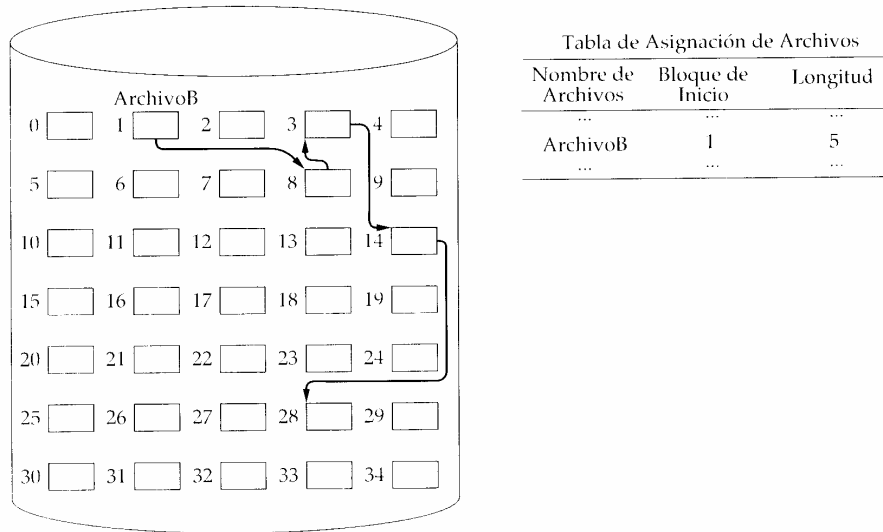 Tabla de Asignación de Archivos
Nombre de Archivos Bloque de Inicio Longitud
... ... ...
ArchivoB 1 5
... ... ...
ArchivoB
0 1 2 3 4
5 6 7 8 9
10 11 12 13 14
15 16 17 18 19
20 21 22 23 24
25 26 27 28 29
30 31 32 33 34